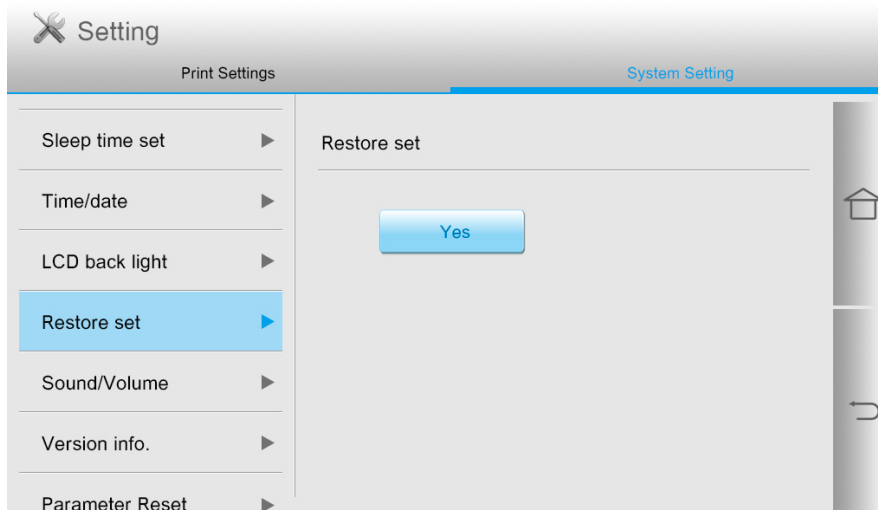 Setting
Print Settings
System Setting
Sleep time set
Time/date
LCD back light
Restore set
Sound/Volume
Version info.
Parameter Reset
Restore set
Yes